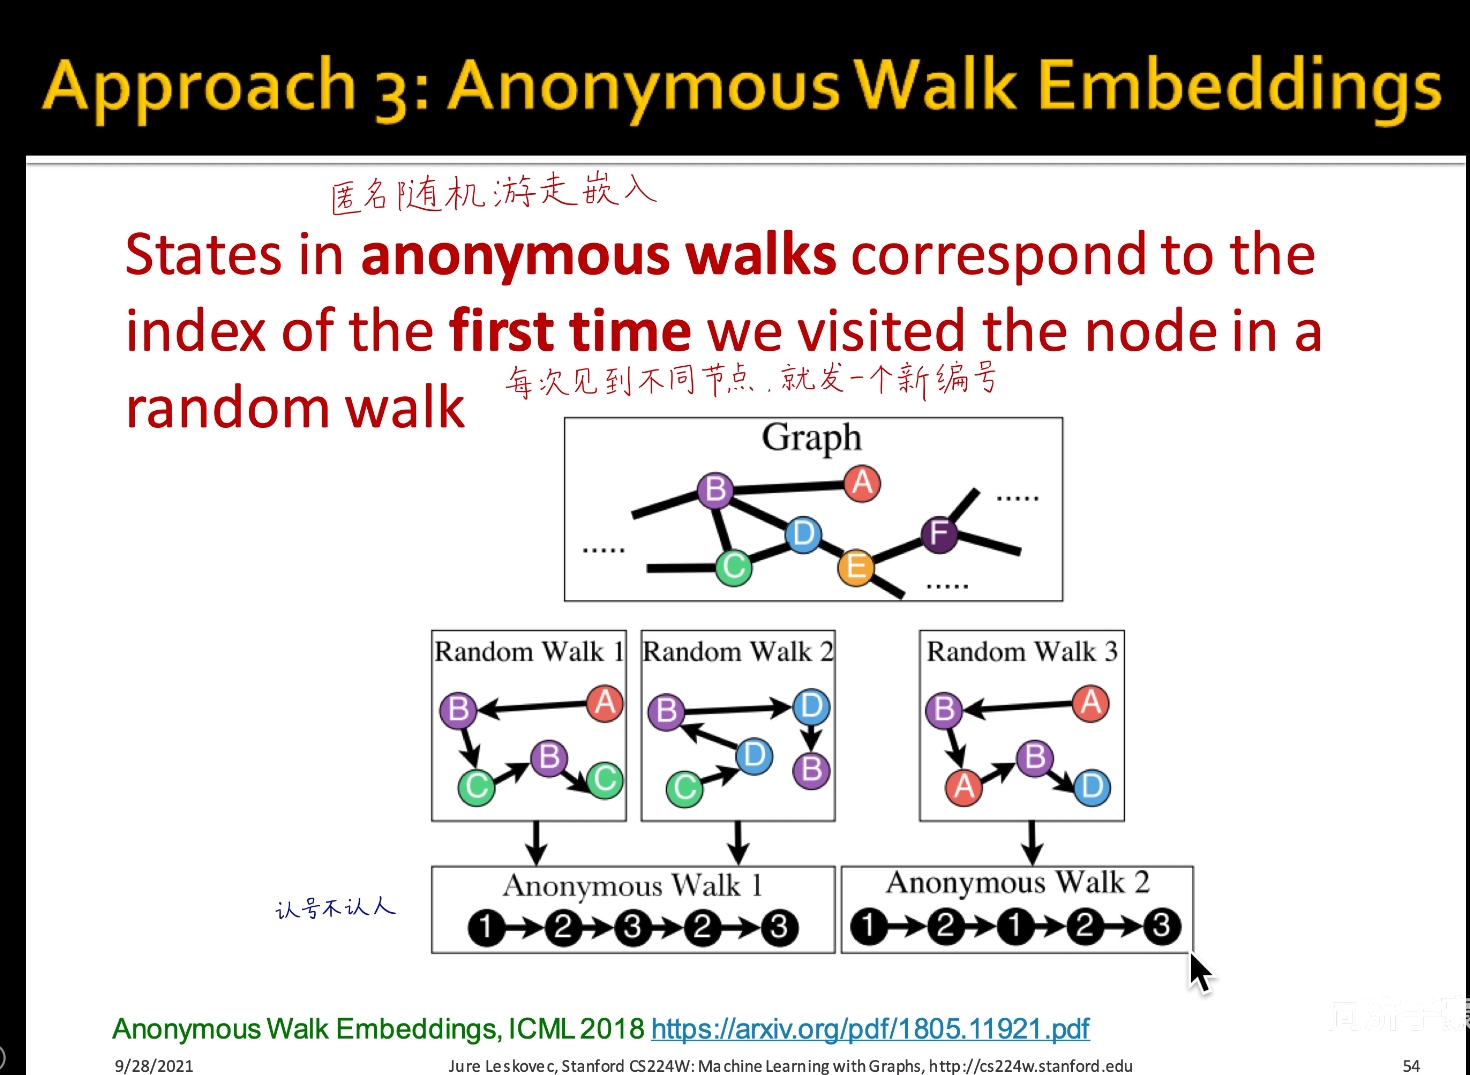 Approach 3: Anonymous Walk Embeddings
匿名随机游走嵌入
States in anonymous walks correspond to the
index of the first time we visited the node in a
random walk
每次见到不同节点.就发一个新编号
Graph
B
A
D
C
E
F
.....
.....
.....
Random Walk 1
B
A
C
B
C
Random Walk 2
B
D
D
C
B
Random Walk 3
B
A
A
B
D
认号不认人
Anonymous Walk 1
1 2 3 2 3
Anonymous Walk 2
1 2 1 2 3
Anonymous Walk Embeddings, ICML 2018 https://arxiv.org/pdf/1805.11921.pdf
9/28/2021
Jure Leskovec, Stanford CS224W: Machine Learning with Graphs, http://cs224w.stanford.edu
54